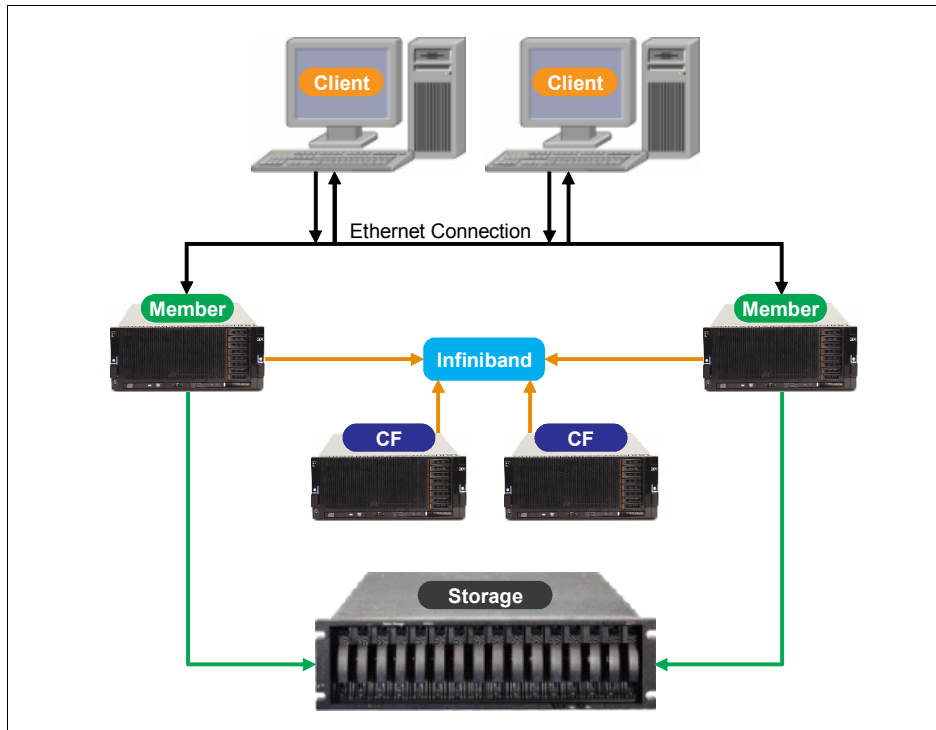 Client
Client
Ethernet Connection
Member
Member
Infiniband
CF
CF
Storage